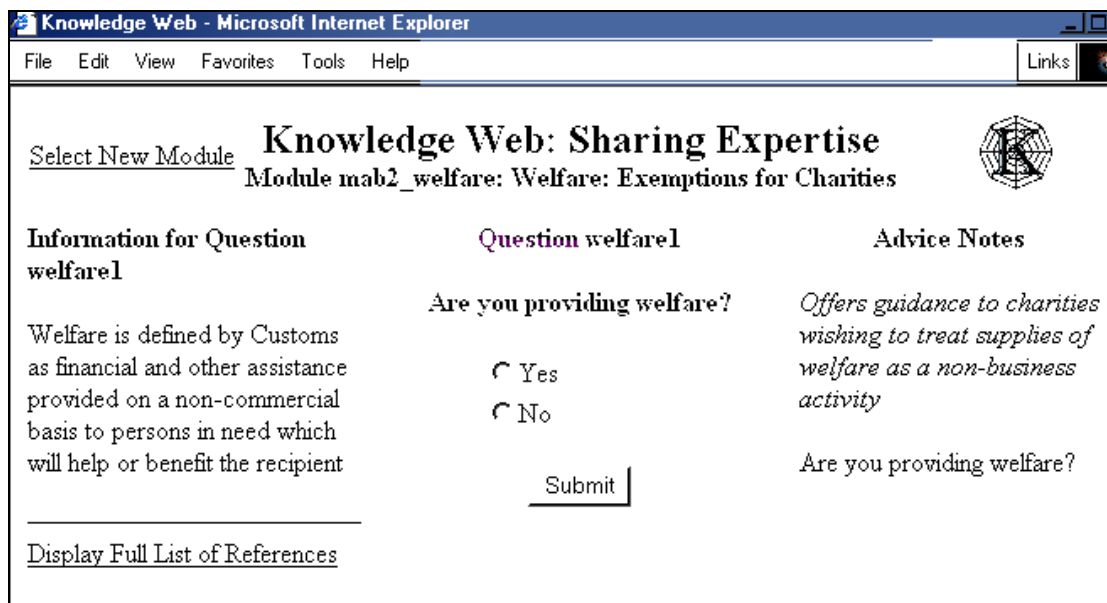 Knowledge Web - Microsoft Internet Explorer
File Edit View Favorites Tools Help Links
Select New Module
Knowledge Web: Sharing Expertise
Module mab2_welfare: Welfare: Exemptions for Charities
K
Information for Question
welfare1
Welfare is defined by Customs
as financial and other assistance
provided on a non-commercial
basis to persons in need which
will help or benefit the recipient
Display Full List of References
Question welfare1
Are you providing welfare?
Yes
No
Submit
Advice Notes
Offers guidance to charities
wishing to treat supplies of
welfare as a non-business
activity
Are you providing welfare?